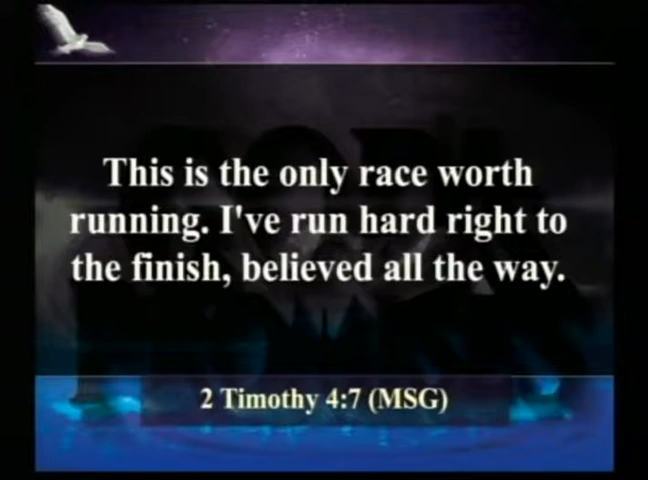 This is the only race worth
running. I've run hard right to
the finish, believed all the way.
2 Timothy 4:7 (MSG)